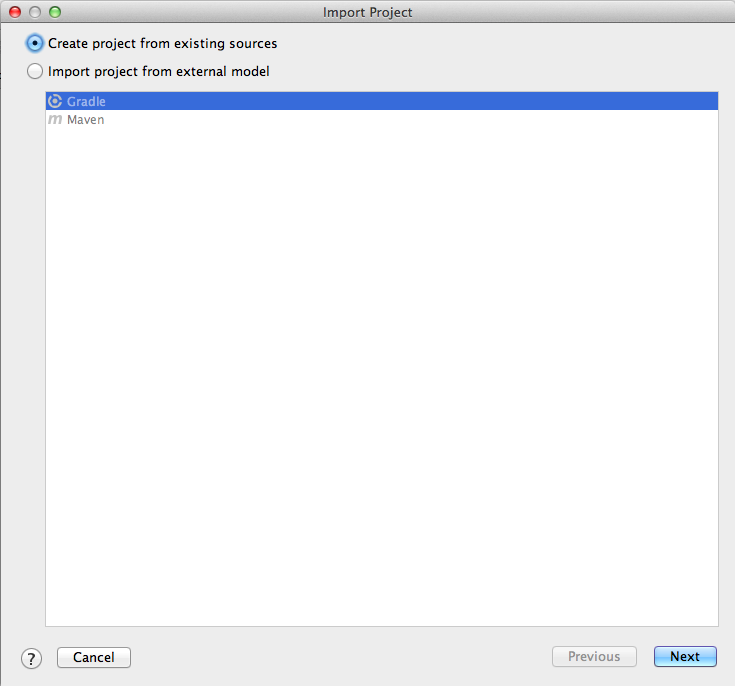 Import Project
Create project from existing sources
Import project from external model
Gradle
m Maven
? Cancel Previous Next